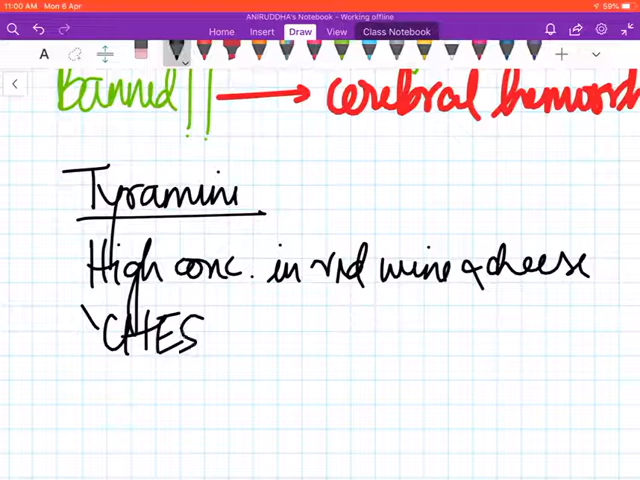 11:00 AM Mon 6 Apr 59%
ANIRUDDHA's Notebook - Working offline
Home Insert Draw View Class Notebook
A
Banned!! → cerebral hemorrh
Tyramine
High conc. in red wine & cheese
'CHES